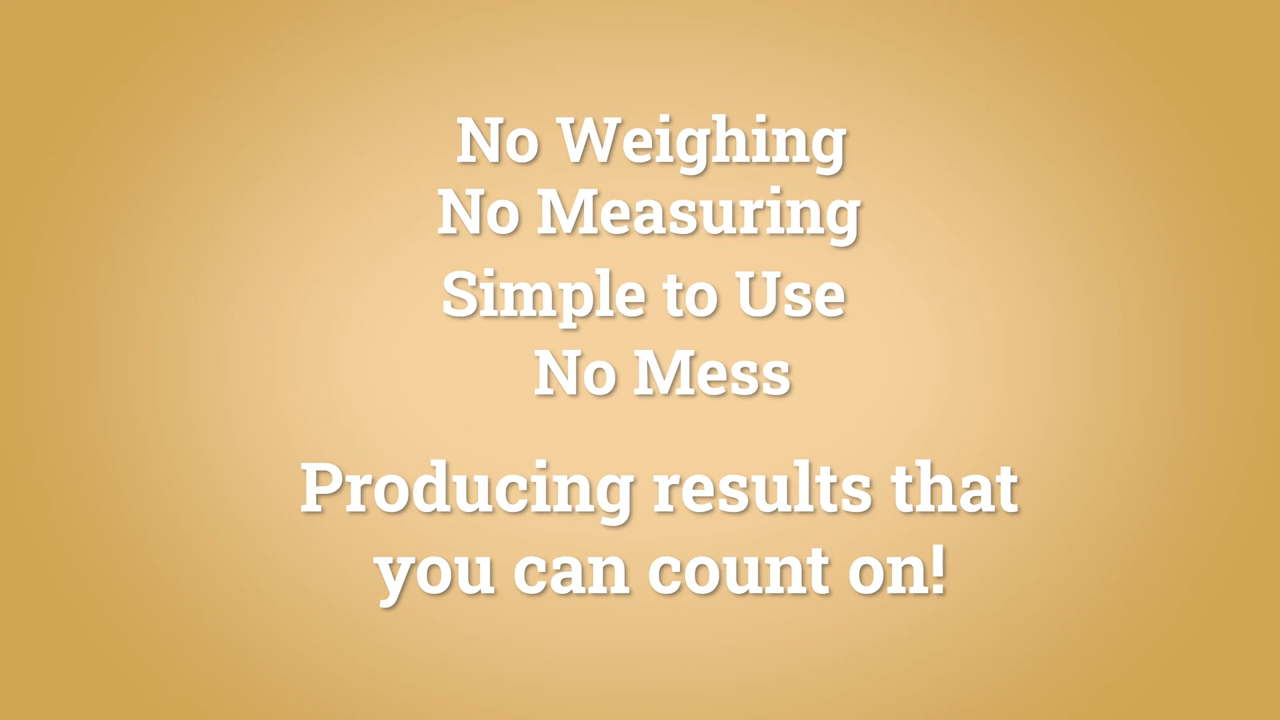 No Weighing
No Measuring
Simple to Use
No Mess
Producing results that
you can count on!